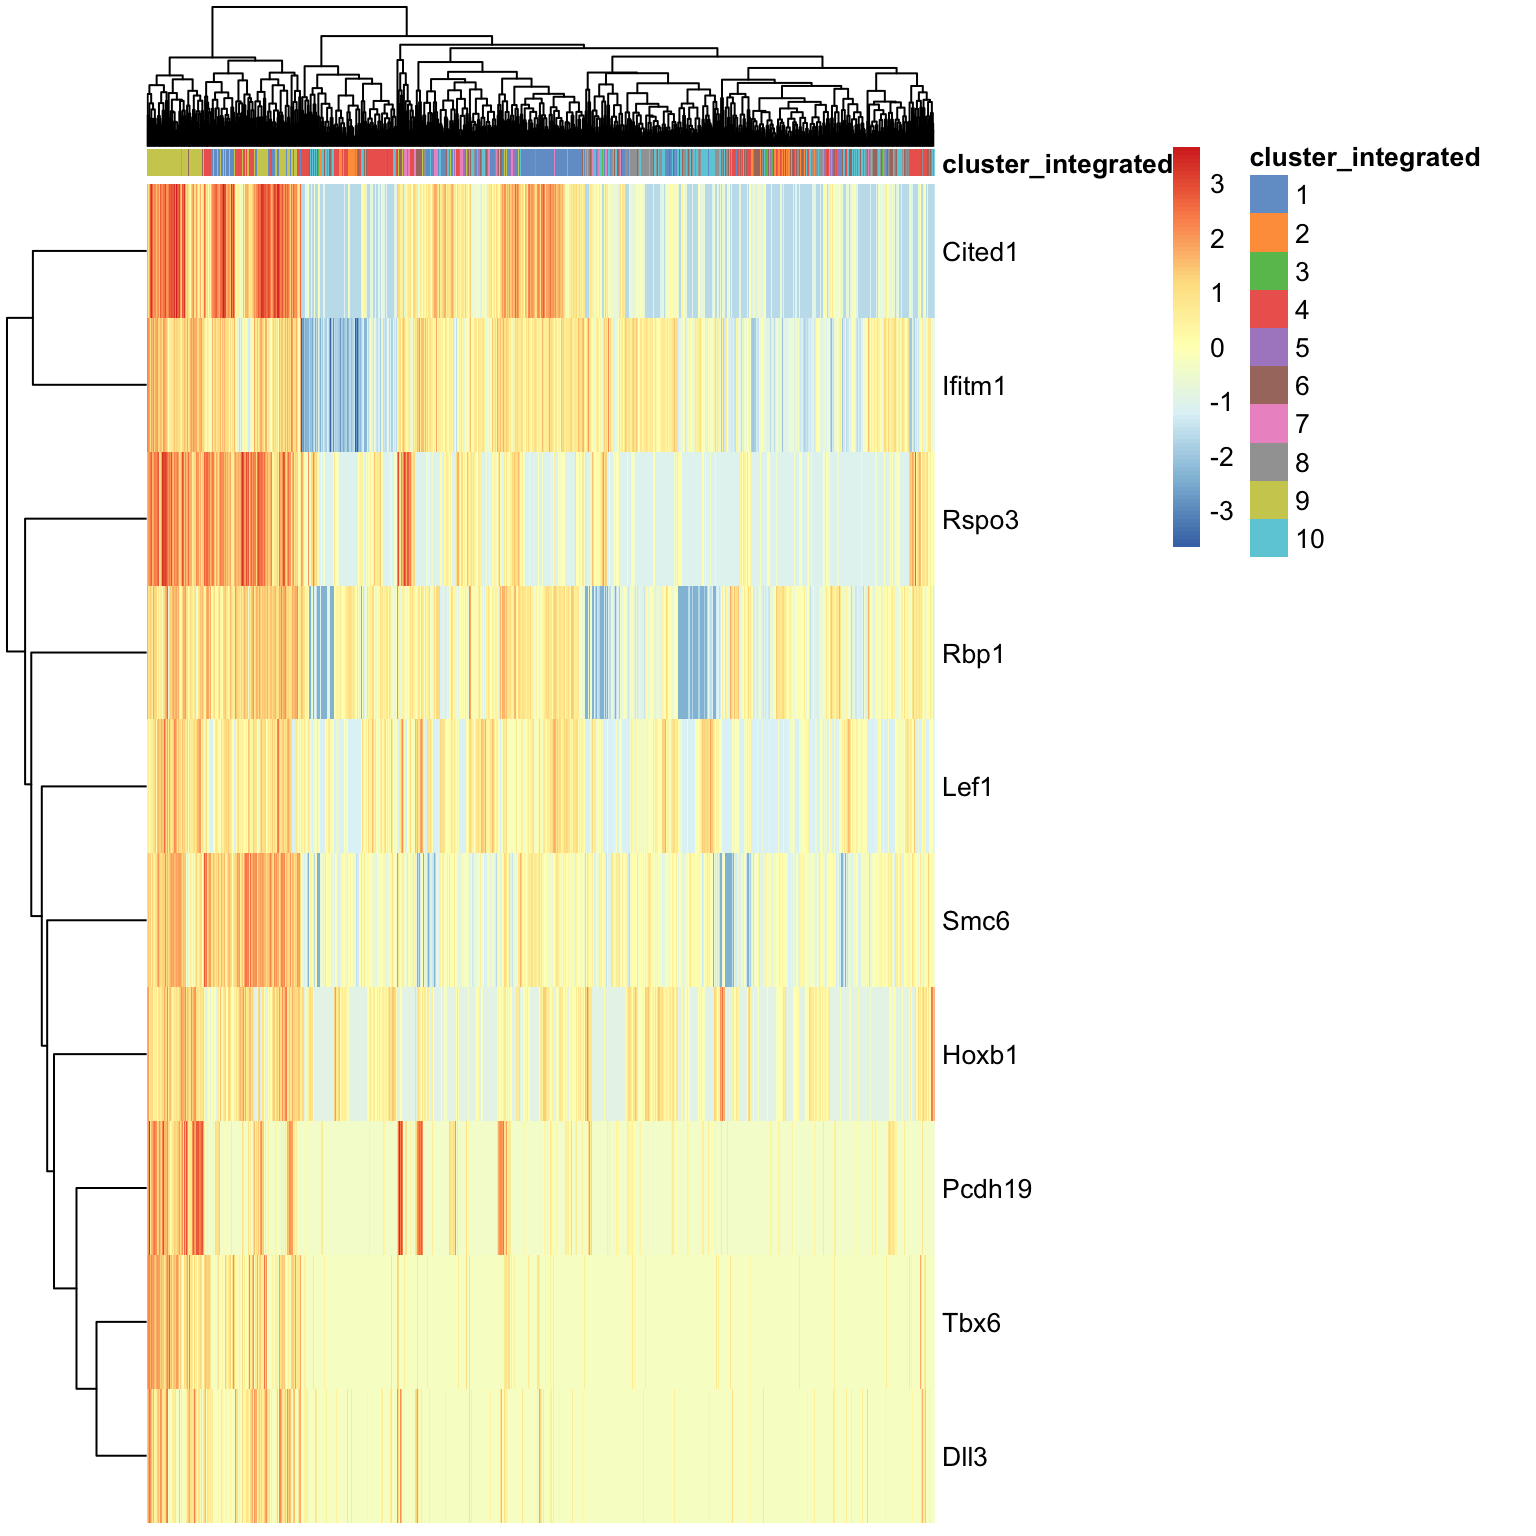 cluster_integrated
3
2
1
0
-1
-2
-3
cluster_integrated
1
2
3
4
5
6
7
8
9
10
Cited1
Ifitm1
Rspo3
Rbp1
Lef1
Smc6
Hoxb1
Pcdh19
Tbx6
Dll3